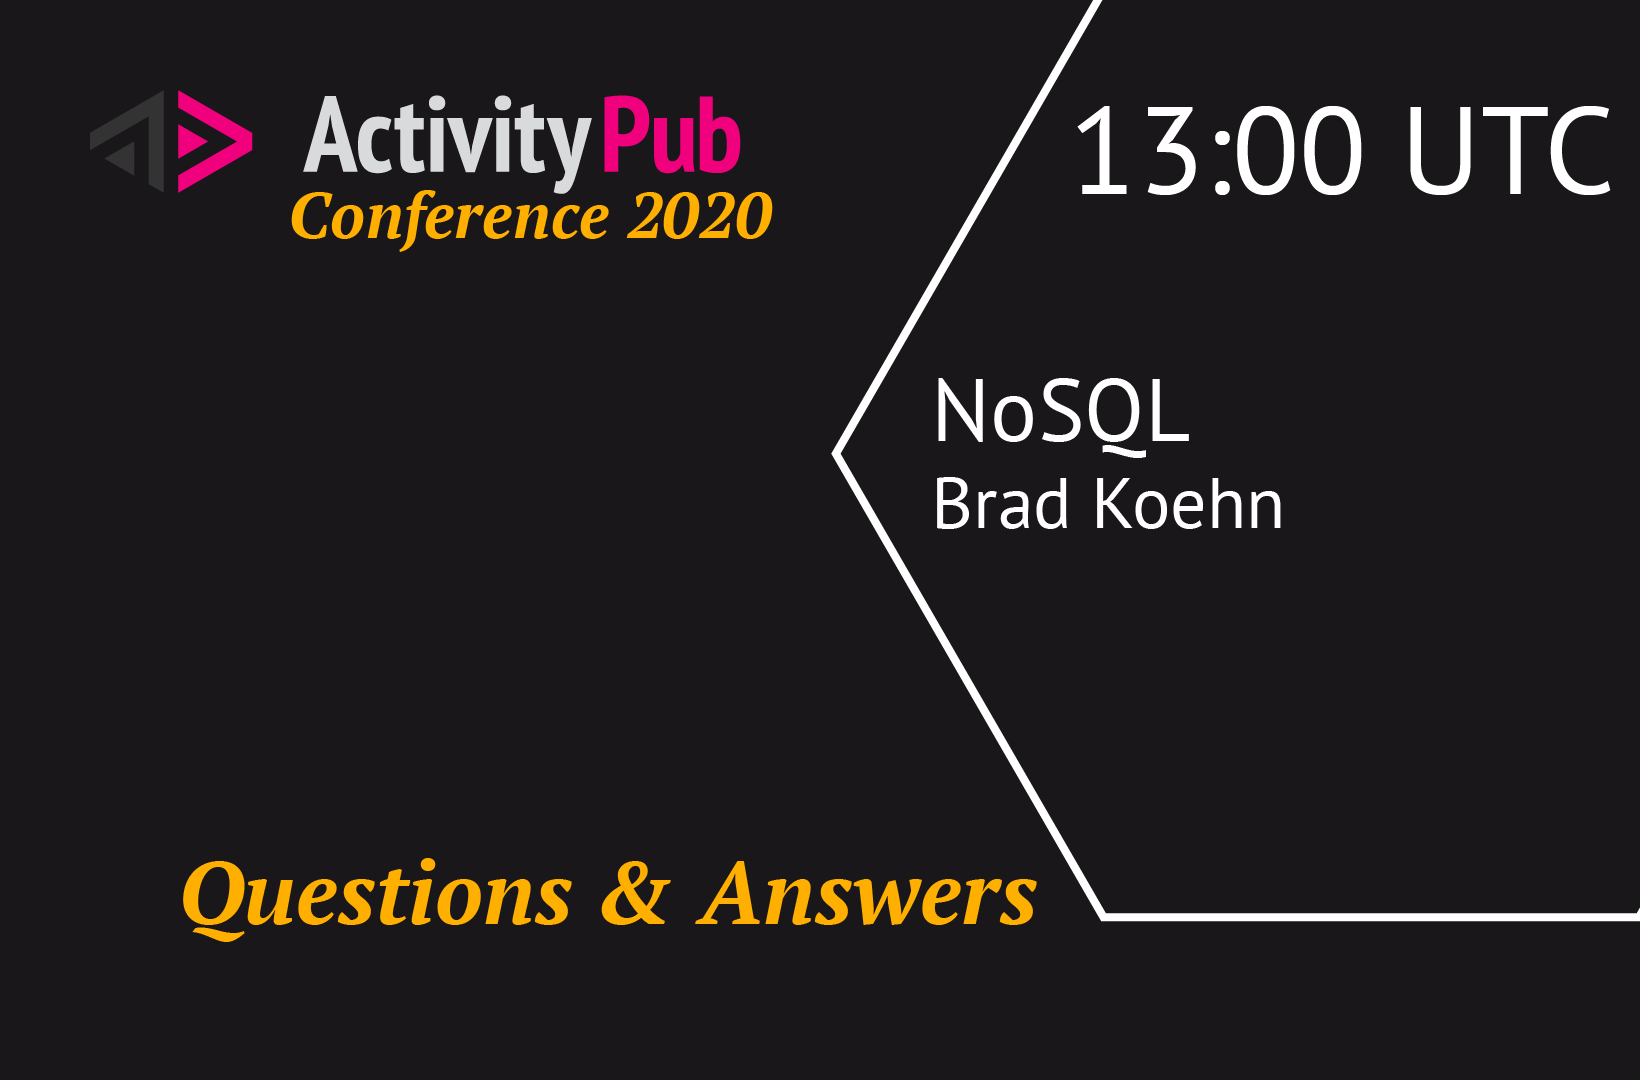 ActivityPub
Conference 2020
13:00 UTC
NoSQL
Brad Koehn
Questions & Answers